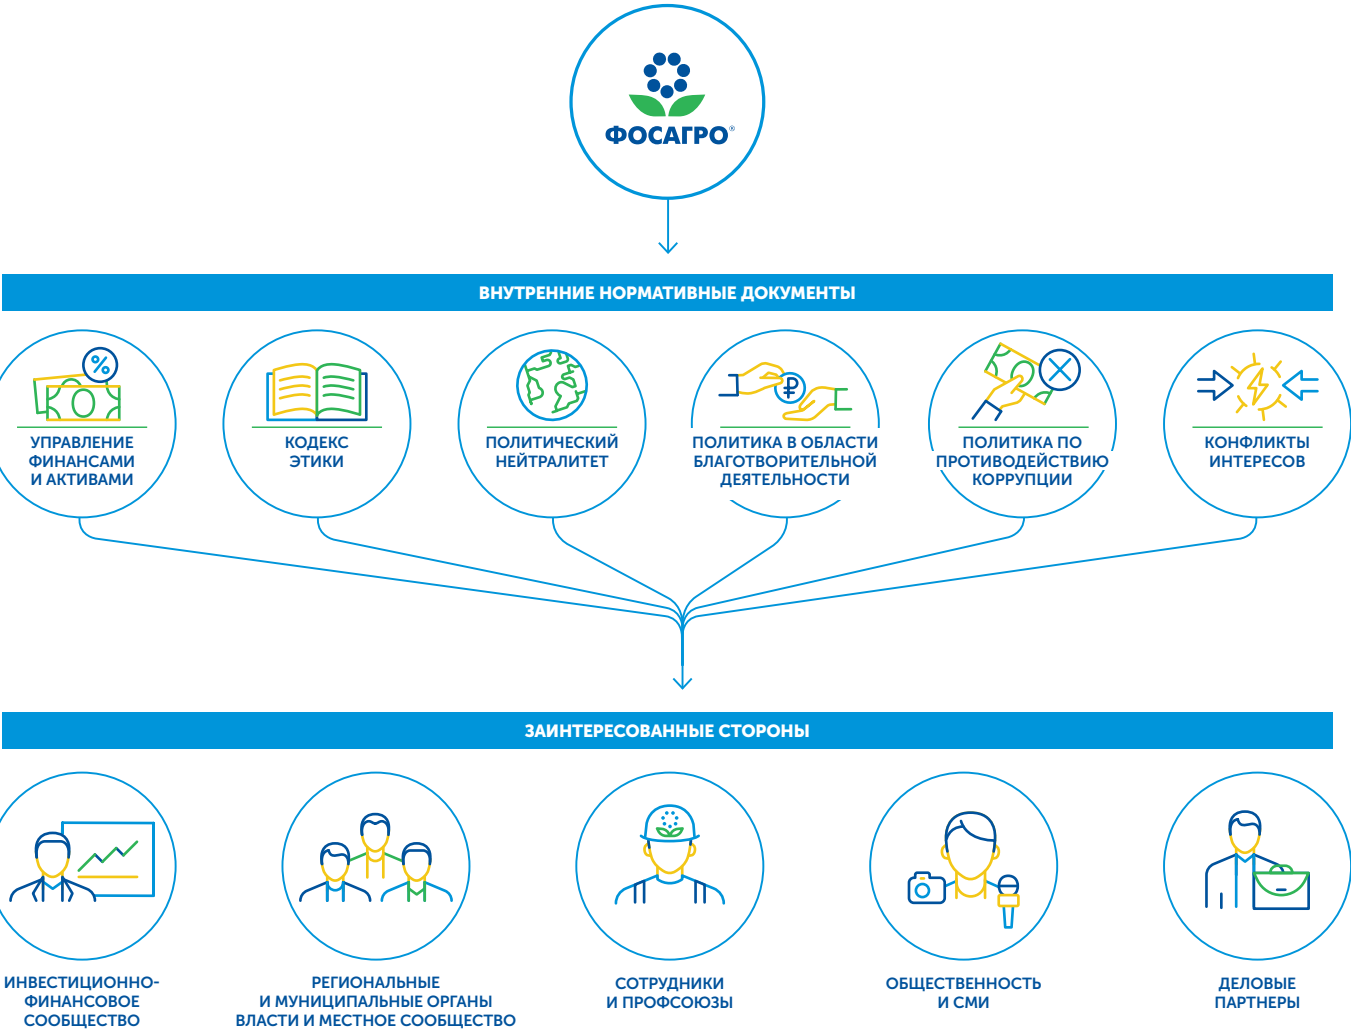 ФОСАГРО®
ВНУТРЕННИЕ НОРМАТИВНЫЕ ДОКУМЕНТЫ
%
₽
УПРАВЛЕНИЕ
ФИНАНСАМИ
И АКТИВАМИ
КОДЕКС
ЭТИКИ
ПОЛИТИЧЕСКИЙ
НЕЙТРАЛИТЕТ
ПОЛИТИКА В ОБЛАСТИ
БЛАГОТВОРИТЕЛЬНОЙ
ДЕЯТЕЛЬНОСТИ
ПОЛИТИКА ПО
ПРОТИВОДЕЙСТВИЮ
КОРРУПЦИИ
КОНФЛИКТЫ
ИНТЕРЕСОВ
ЗАИНТЕРЕСОВАННЫЕ СТОРОНЫ
ИНВЕСТИЦИОННО-
ФИНАНСОВОЕ
СООБЩЕСТВО
РЕГИОНАЛЬНЫЕ
И МУНИЦИПАЛЬНЫЕ ОРГАНЫ
ВЛАСТИ И МЕСТНОЕ СООБЩЕСТВО
СОТРУДНИКИ
И ПРОФСОЮЗЫ
ОБЩЕСТВЕННОСТЬ
И СМИ
ДЕЛОВЫЕ
ПАРТНЕРЫ